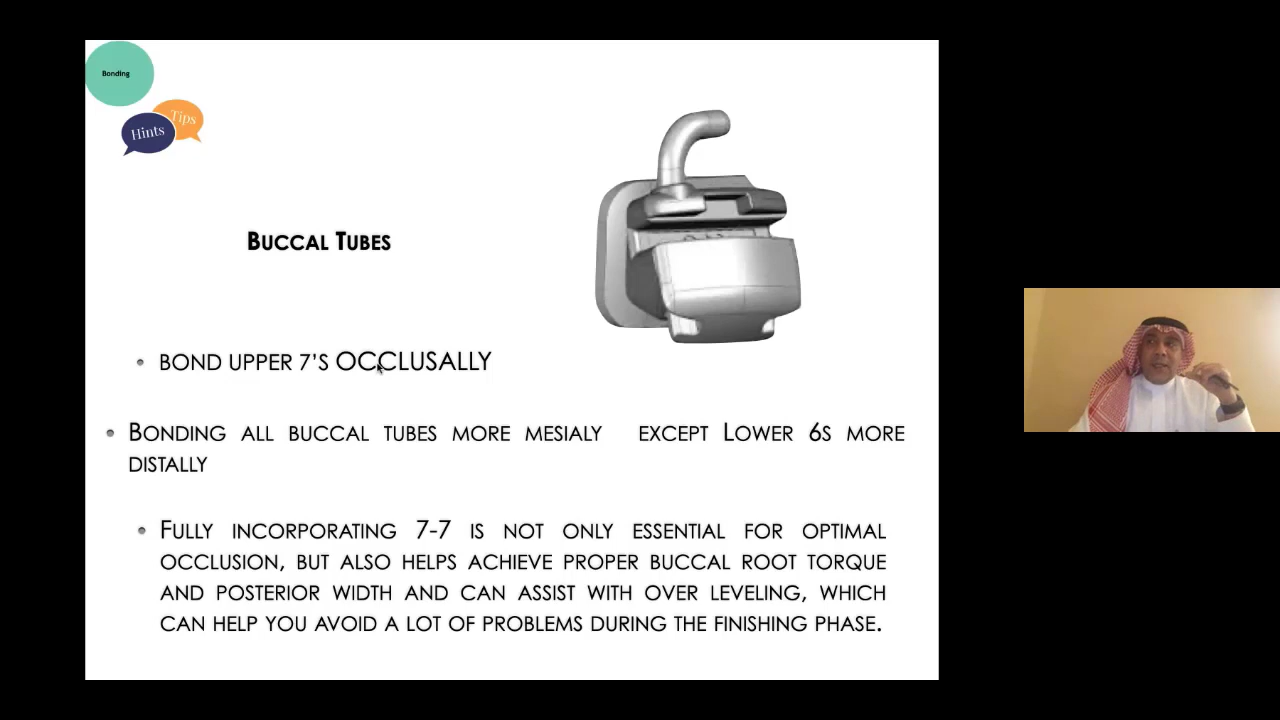 Bonding
Hints
Tips
BUCCAL TUBES
• BOND UPPER 7'S OCCLUSALLY
• BONDING ALL BUCCAL TUBES MORE MESIALY EXCEPT LOWER 6S MORE
DISTALLY
• FULLY INCORPORATING 7-7 IS NOT ONLY ESSENTIAL FOR OPTIMAL
OCCLUSION, BUT ALSO HELPS ACHIEVE PROPER BUCCAL ROOT TORQUE
AND POSTERIOR WIDTH AND CAN ASSIST WITH OVER LEVELING, WHICH
CAN HELP YOU AVOID A LOT OF PROBLEMS DURING THE FINISHING PHASE.